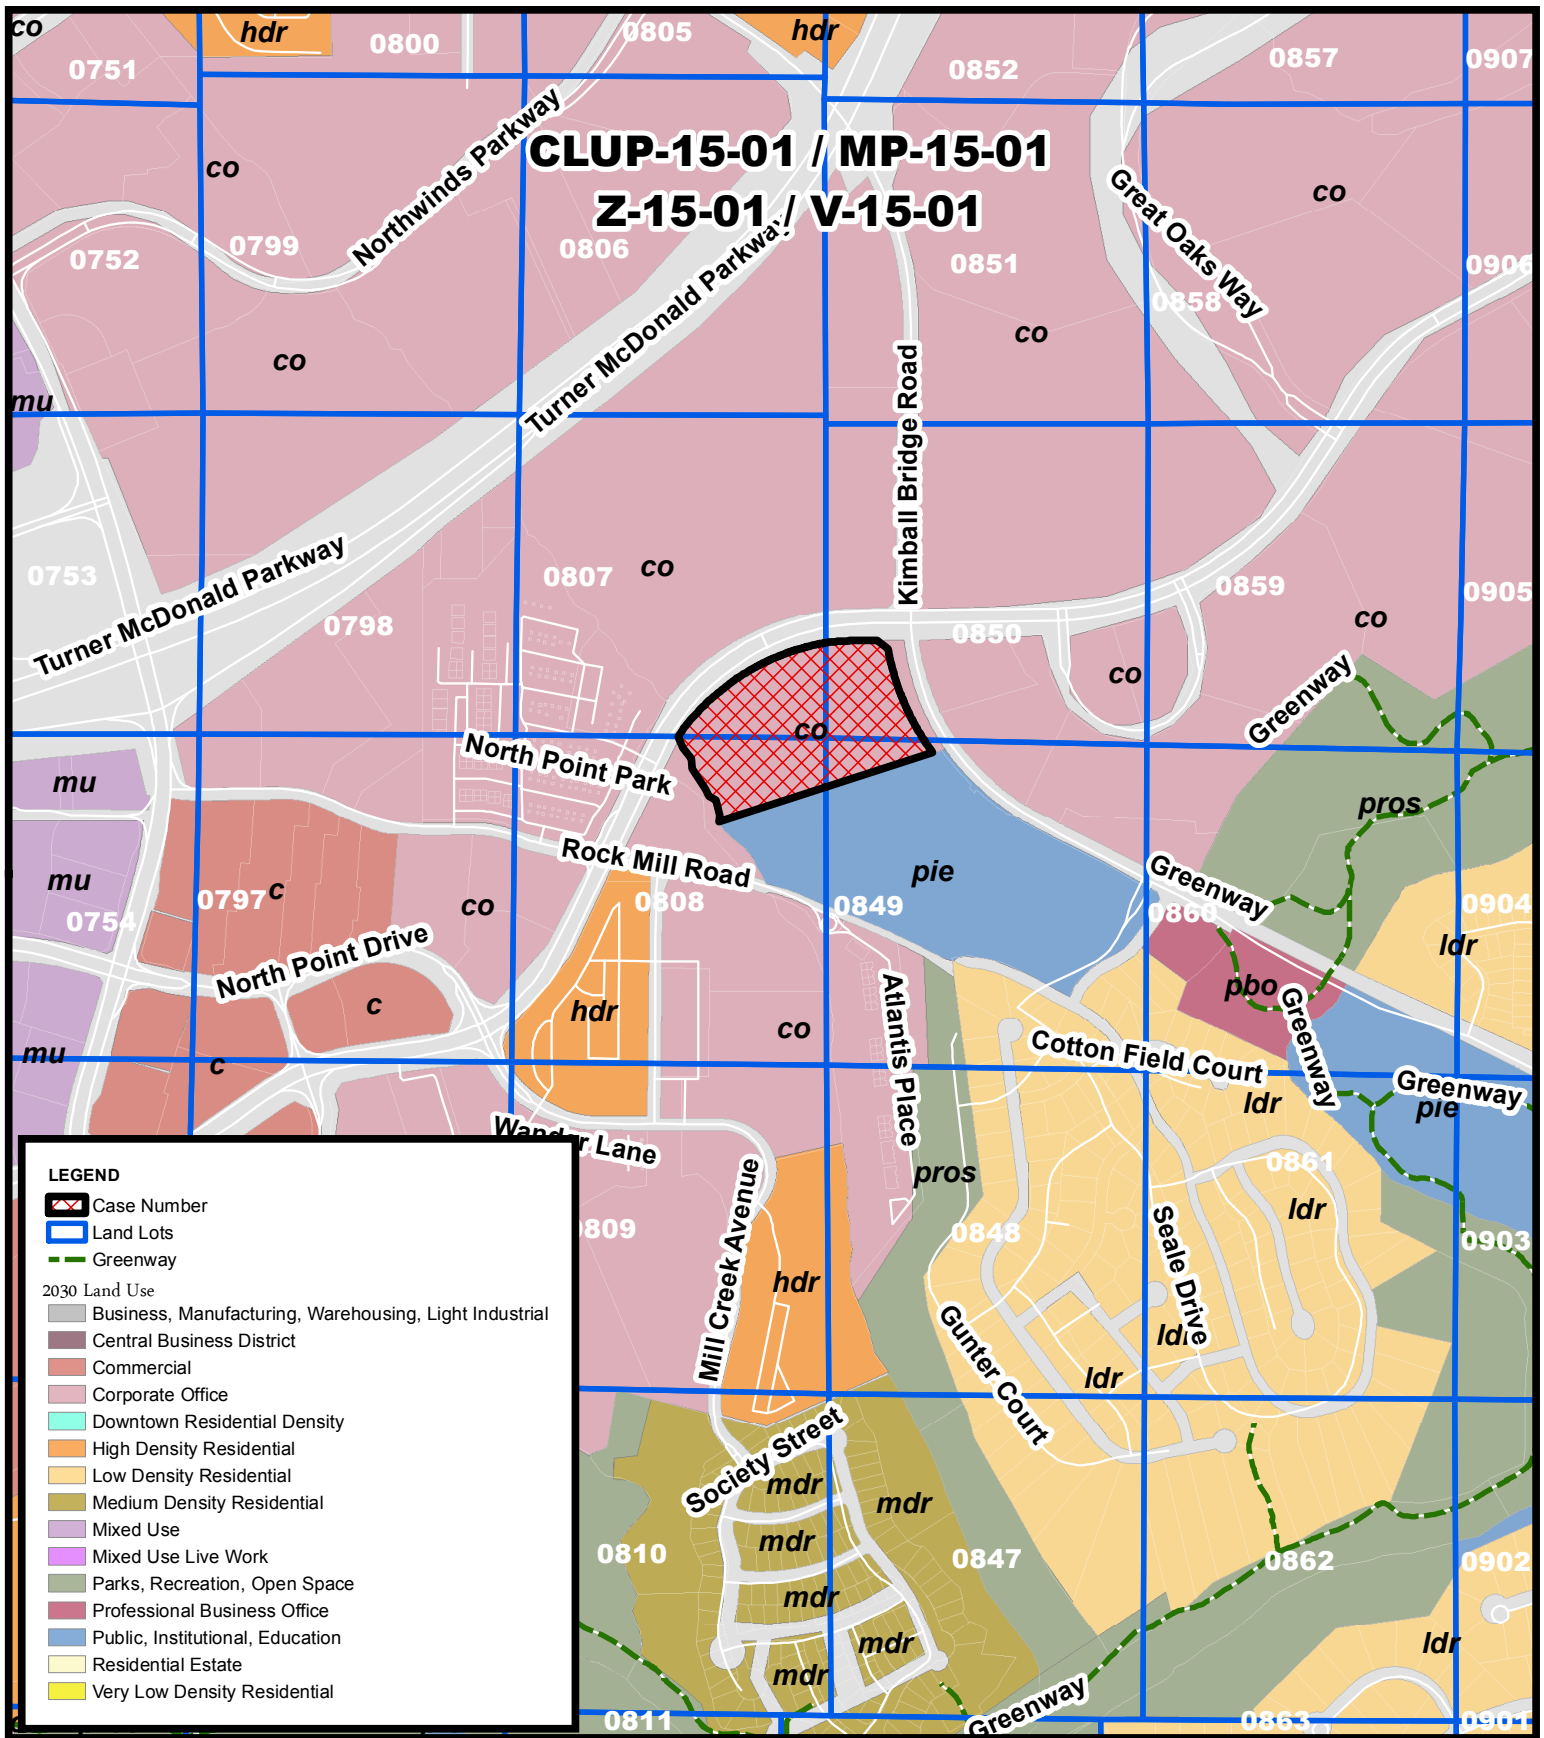 co
hdr
0800
0805
hdr
0857
0907
0751
0852
CLUP-15-01 / MP-15-01
Z-15-01 / V-15-01
Northwinds Parkway
co
co
Great Oaks Way
0752
0799
0806
0851
0906
0858
Turner McDonald Parkway
co
co
mu
Kimball Bridge Road
Turner McDonald Parkway
0753
0798
0807
co
0859
0905
0850
co
co
Greenway
North Point Park
co
mu
pros
Rock Mill Road
pie
Greenway
mu
0754
0797
c
co
0808
0849
0860
0904
North Point Drive
ldr
c
hdr
co
Atlantis Place
pbo
Greenway
mu
c
Cotton Field Court
ldr
Greenway
pie
Wander Lane
0861
pros
Mill Creek Avenue
0809
0848
Seale Drive
ldr
0903
hdr
Gunter Court
ldr
ldr
Society Street
mdr
mdr
mdr
0810
0847
0862
0902
mdr
mdr
mdr
ldr
Greenway
0811
0863
0901
LEGEND
Case Number
Land Lots
Greenway
2030 Land Use
Business, Manufacturing, Warehousing, Light Industrial
Central Business District
Commercial
Corporate Office
Downtown Residential Density
High Density Residential
Low Density Residential
Medium Density Residential
Mixed Use
Mixed Use Live Work
Parks, Recreation, Open Space
Professional Business Office
Public, Institutional, Education
Residential Estate
Very Low Density Residential